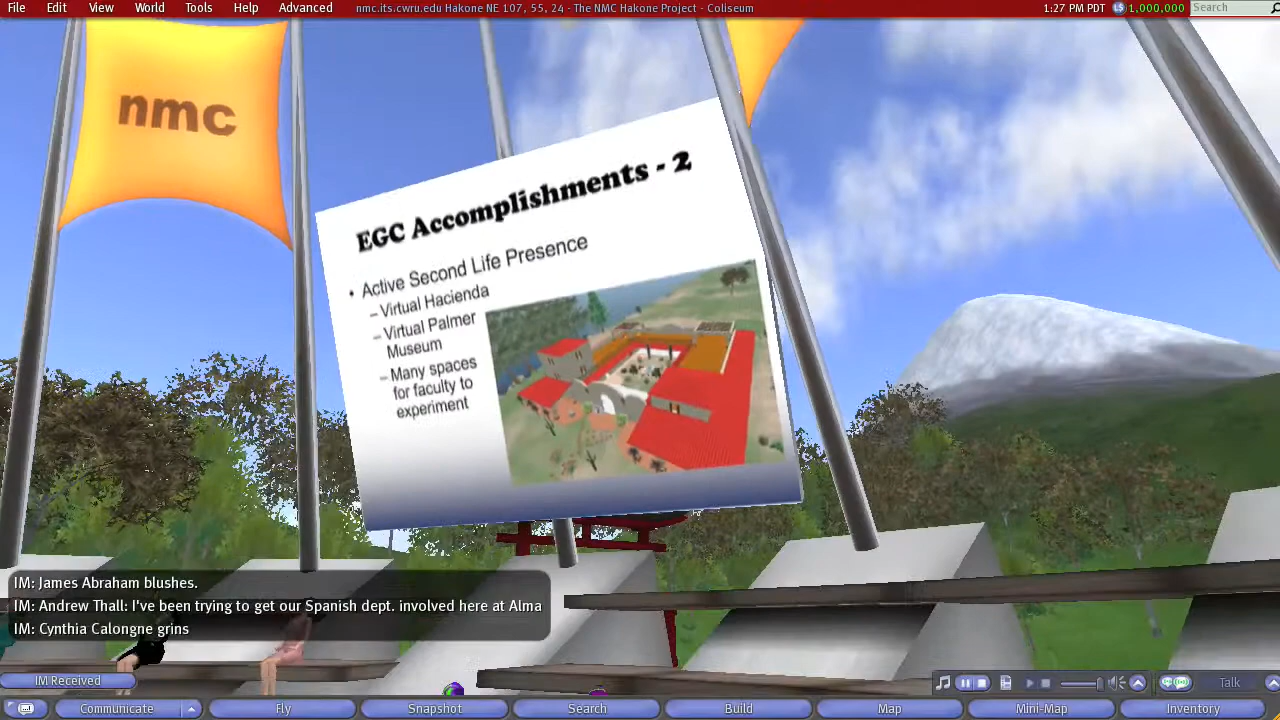 File Edit View World Tools Help Advanced nmc.its.cwru.edu Hakone NE 107, 55, 24 - The NMC Hakone Project - Coliseum 1:27 PM PDT L$ 1,000,000 Search
nmc
EGC Accomplishments - 2
• Active Second Life Presence
– Virtual Hacienda
– Virtual Palmer
Museum
– Many spaces
for faculty to
experiment
IM: James Abraham blushes.
IM: Andrew Thall: I've been trying to get our Spanish dept. involved here at Alma
IM: Cynthia Calongne grins
IM Received
Talk
Communicate Fly Snapshot Search Build Map Mini-Map Inventory